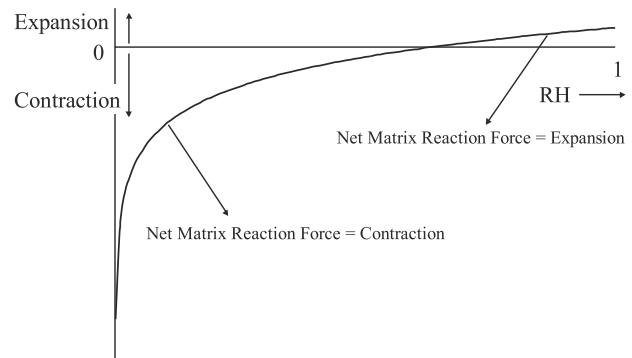 Expansion
0
Contraction
1
RH
Net Matrix Reaction Force = Expansion
Net Matrix Reaction Force = Contraction